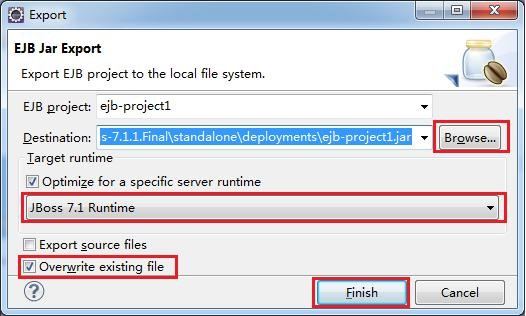 Export
EJB Jar Export
Export EJB project to the local file system.
EJB project: ejb-project1
Destination: s-7.1.1.Final\standalone\deployments\ejb-project1.jar Browse...
Target runtime
Optimize for a specific server runtime
JBoss 7.1 Runtime
Export source files
Overwrite existing file
? Finish Cancel